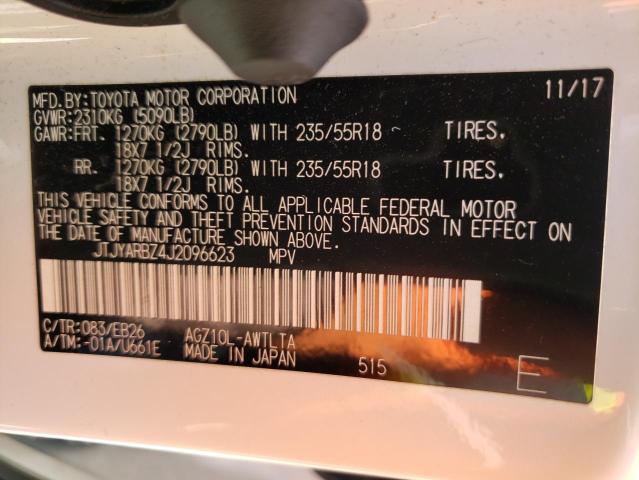 MFD.BY:TOYOTA MOTOR CORPORATION 11/17
GVWR:2310KG (5090LB)
GAWR:FRT. 1270KG (2790LB) WITH 235/55R18 TIRES.
18X7 1/2J RIMS.
RR. 1270KG (2790LB) WITH 235/55R18 TIRES.
18X7 1/2J RIMS.
THIS VEHICLE CONFORMS TO ALL APPLICABLE FEDERAL MOTOR
VEHICLE SAFETY AND THEFT PREVENTION STANDARDS IN EFFECT ON
THE DATE OF MANUFACTURE SHOWN ABOVE.
JTJYARBZ4J2096623 MPV
C/TR:083/EB26 AGZ10L-AWTLTA
A/TM:-01A/U661E MADE IN JAPAN 515 E